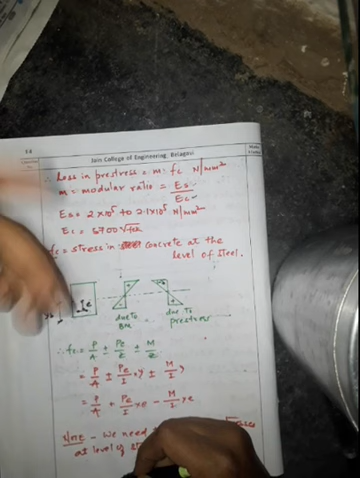 Jain College of Engineering, Belagavi
Loss in prestress = m · fc N/mm²
m = modular ratio = Es
Ec
Es = 2×10⁵ to 2.1×10⁵ N/mm²
Ec = 5700√fck
fc = stress in concrete at the
level of steel.
e
due to
due to
prestress
∴ fc = P/A ± Pe/Z ± M/Z
= P/A ± Pe/I × y ± M/I y
= P/A + Pe/I × e − M/I × e
Note - We need
at level of